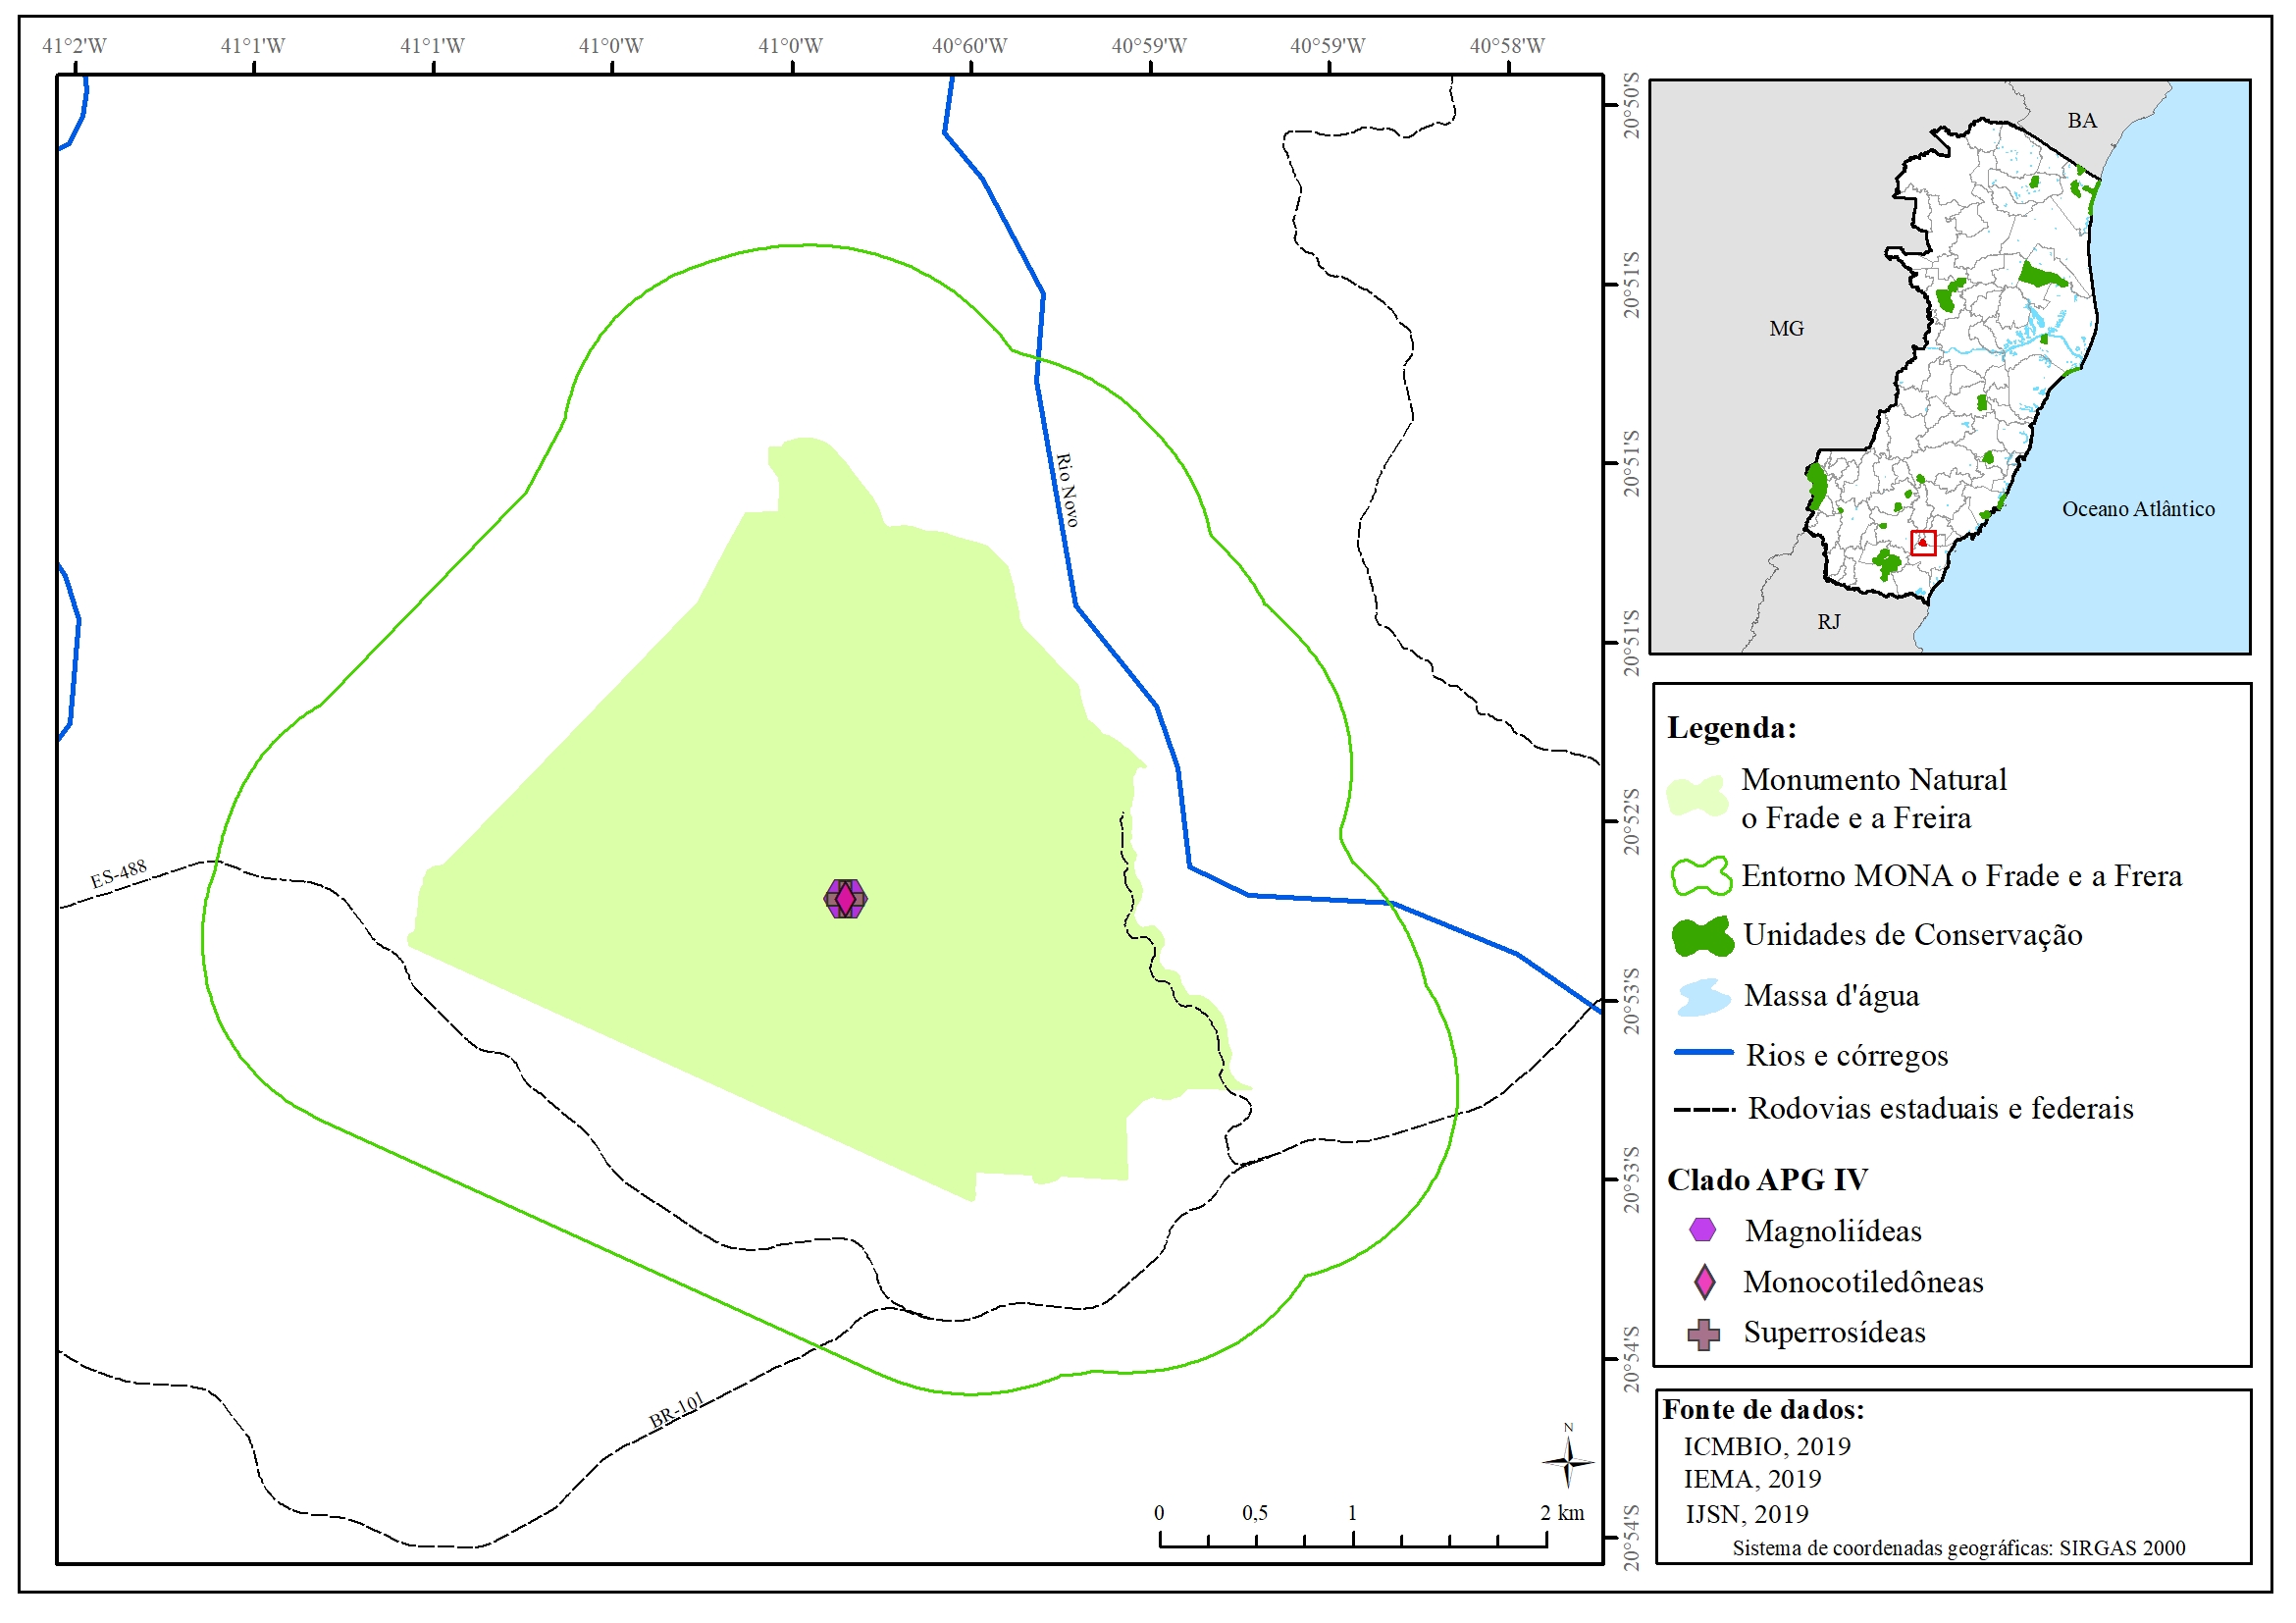 41°2'W
41°1'W
41°1'W
41°0'W
41°0'W
40°60'W
40°59'W
40°59'W
40°58'W
20°50'S
20°51'S
20°51'S
20°51'S
20°52'S
20°53'S
20°53'S
20°54'S
20°54'S
Rio Novo
ES-488
BR-101
N
0
0,5
1
2 km
BA
MG
Oceano Atlântico
RJ
Legenda:
Monumento Natural
o Frade e a Freira
Entorno MONA o Frade e a Frera
Unidades de Conservação
Massa d'água
Rios e córregos
Rodovias estaduais e federais
Clado APG IV
Magnoliídeas
Monocotiledôneas
Superrosídeas
Fonte de dados:
ICMBIO, 2019
IEMA, 2019
IJSN, 2019
Sistema de coordenadas geográficas: SIRGAS 2000